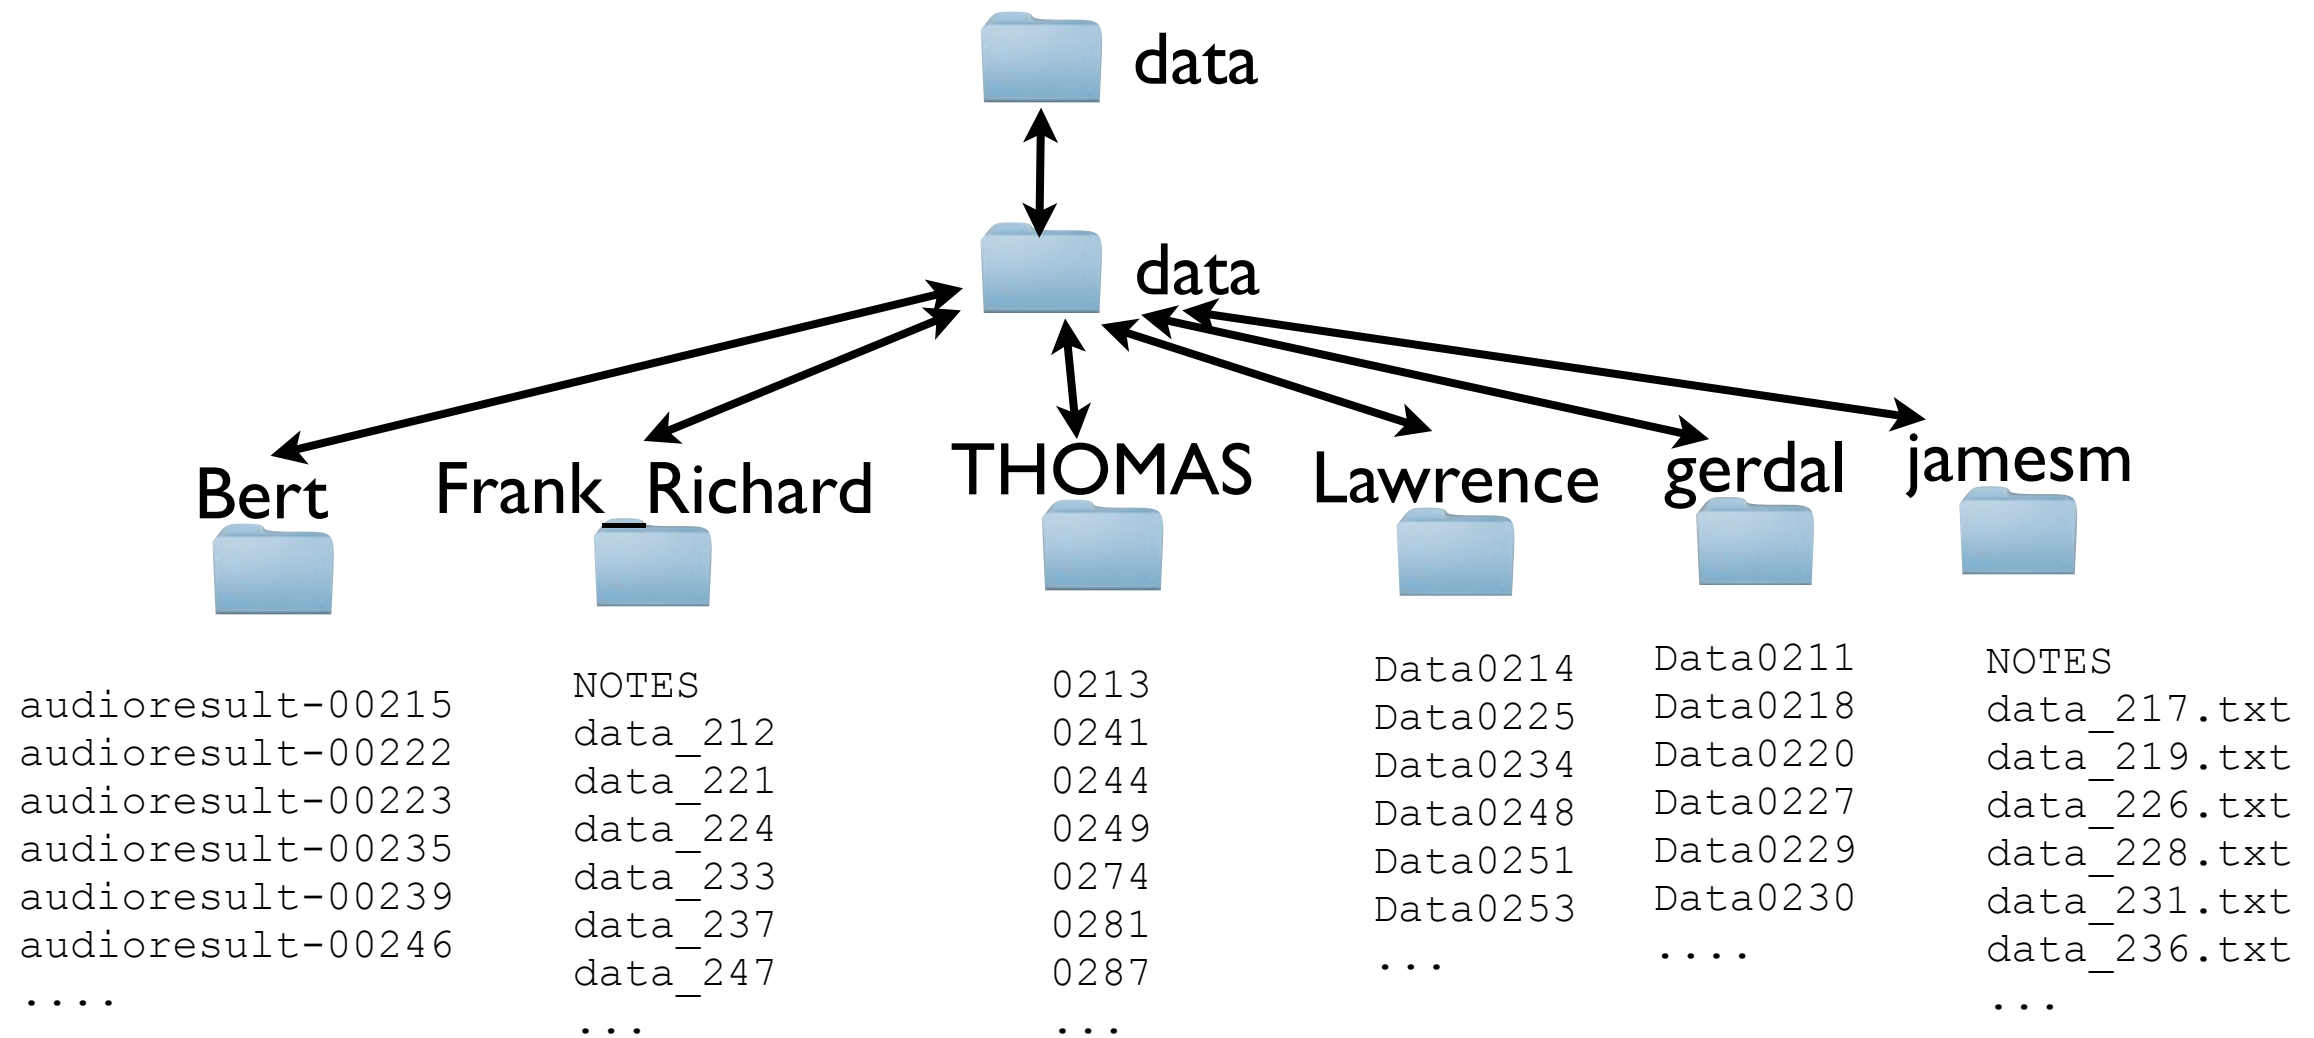 data
data
Bert
Frank_Richard
THOMAS
Lawrence
gerdal
jamesm
audioresult-00215
audioresult-00222
audioresult-00223
audioresult-00235
audioresult-00239
audioresult-00246
....
NOTES
data_212
data_221
data_224
data_233
data_237
data_247
...
0213
0241
0244
0249
0274
0281
0287
...
Data0214
Data0225
Data0234
Data0248
Data0251
Data0253
...
Data0211
Data0218
Data0220
Data0227
Data0229
Data0230
....
NOTES
data_217.txt
data_219.txt
data_226.txt
data_228.txt
data_231.txt
data_236.txt
...